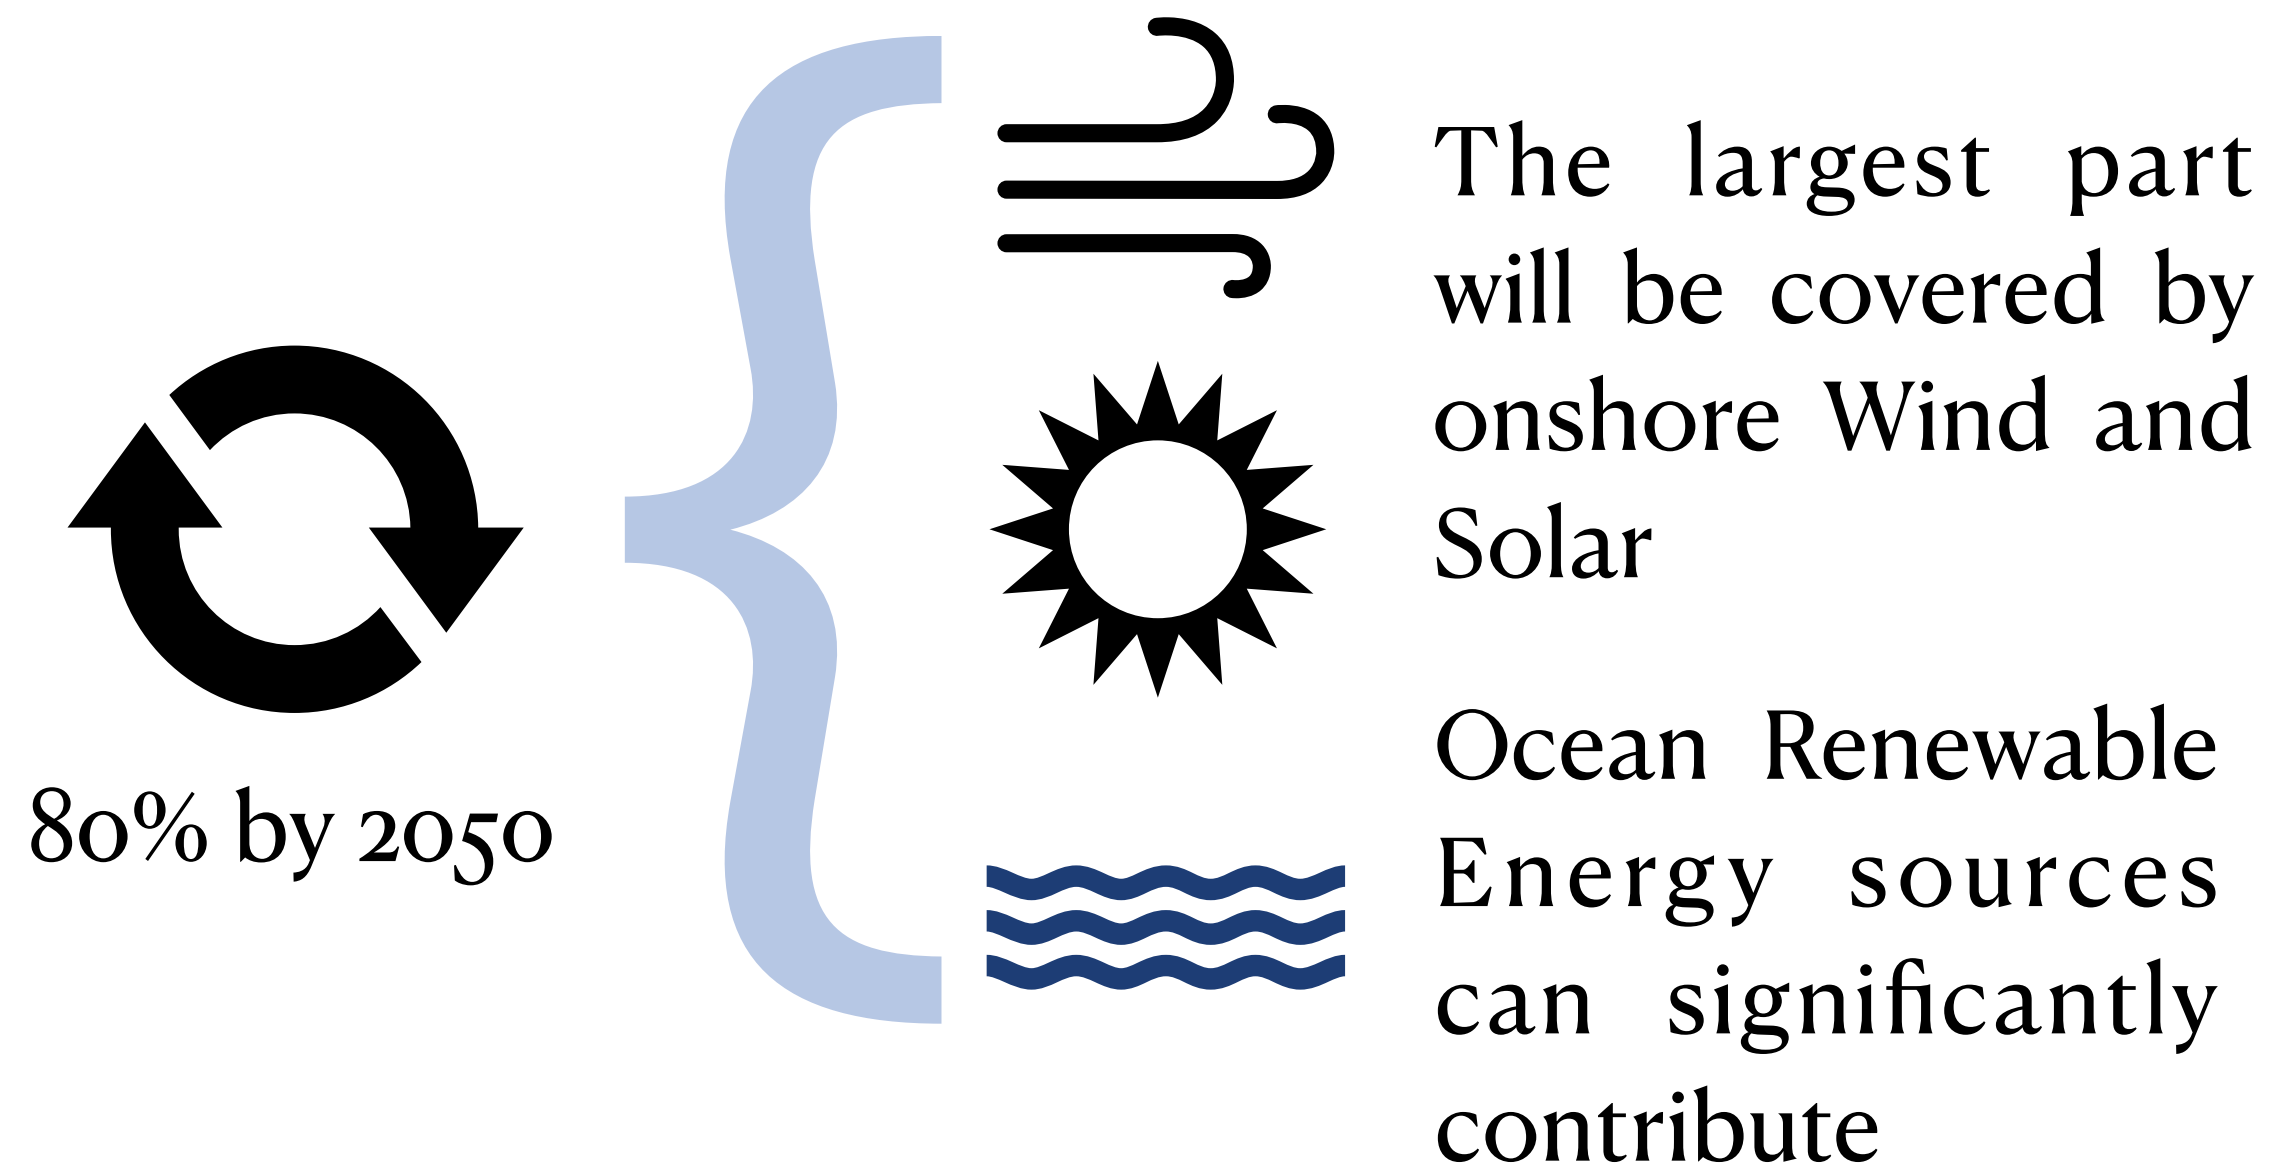 80% by 2050
The largest part
will be covered by
onshore Wind and
Solar
Ocean Renewable
Energy sources
can significantly
contribute